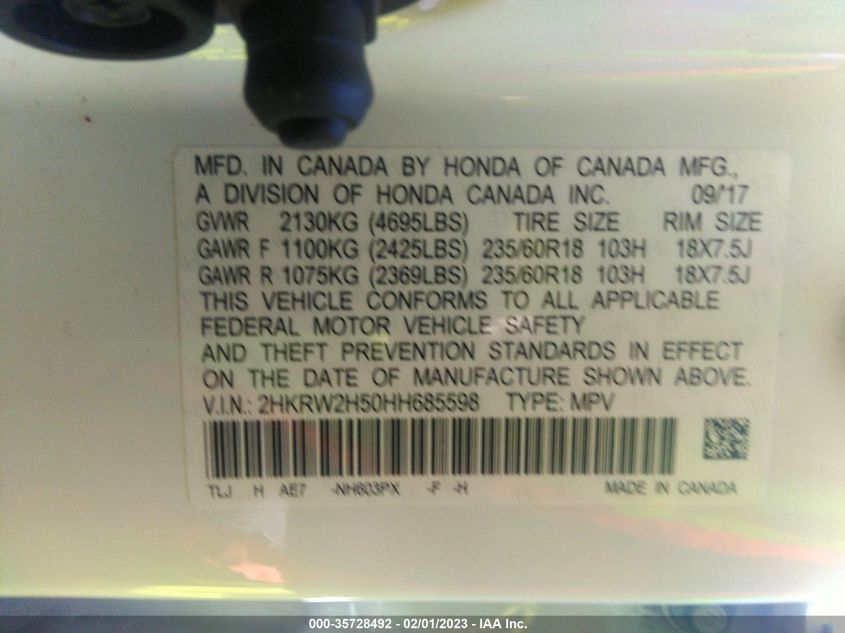 MFD. IN CANADA BY HONDA OF CANADA MFG.,
A DIVISION OF HONDA CANADA INC. 09/'17
GVWR 2130KG (4695LBS) TIRE SIZE RIM SIZE
GAWR F 1100KG (2425LBS) 235/60R18 103H 18X7.5J
GAWR R 1075KG (2369LBS) 235/60R18 103H 18X7.5J
THIS VEHICLE CONFORMS TO ALL APPLICABLE
FEDERAL MOTOR VEHICLE SAFETY
AND THEFT PREVENTION STANDARDS IN EFFECT
ON THE DATE OF MANUFACTURE SHOWN ABOVE.
V.I.N.: 2HKRW2H50HH685598 TYPE: MPV
TLJ H AE7 -NH603PX -F -H MADE IN CANADA
000-35728492 - 02/01/2023 - IAA Inc.